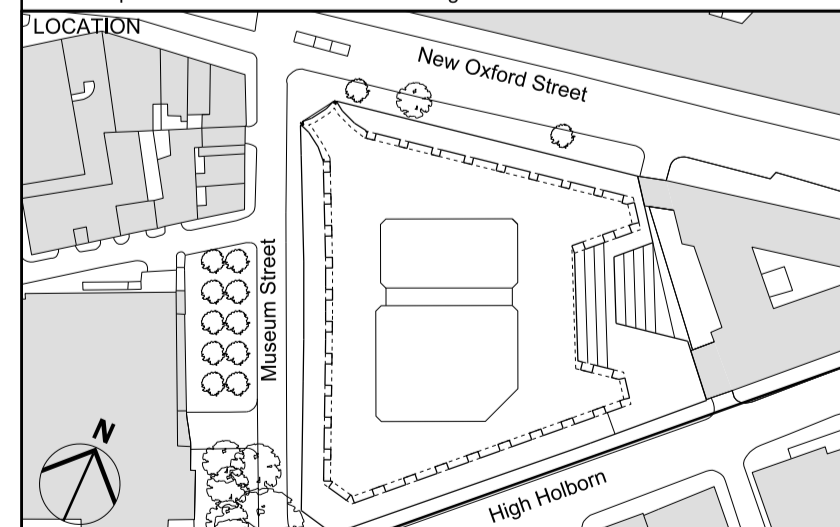 LOCATION
New Oxford Street
Museum Street
N
High Holborn